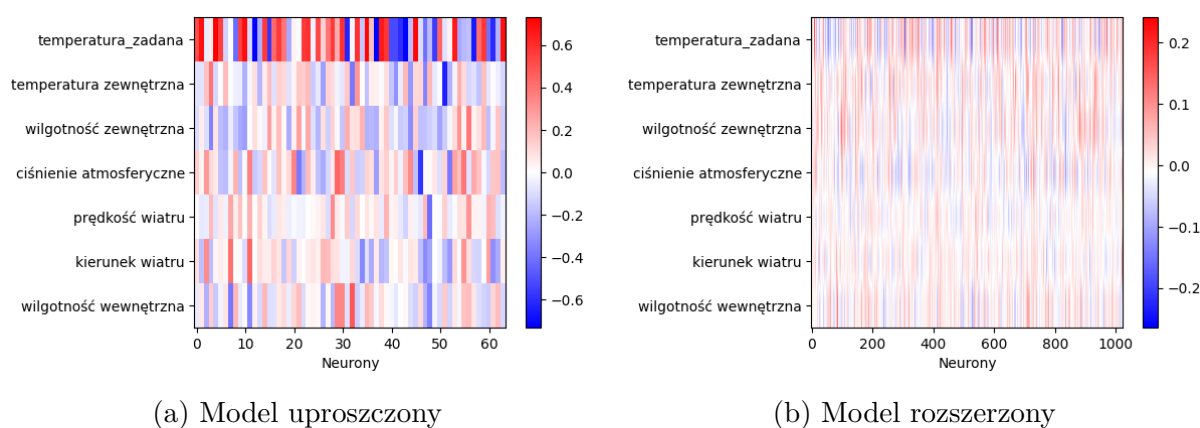 temperatura_zadana
temperatura zewnętrzna
wilgotność zewnętrzna
ciśnienie atmosferyczne
prędkość wiatru
kierunek wiatru
wilgotność wewnętrzna
0 10 20 30 40 50 60
Neurony
0.6
0.4
0.2
0.0
−0.2
−0.4
−0.6
(a) Model uproszczony
temperatura_zadana
temperatura zewnętrzna
wilgotność zewnętrzna
ciśnienie atmosferyczne
prędkość wiatru
kierunek wiatru
wilgotność wewnętrzna
0 200 400 600 800 1000
Neurony
0.2
0.1
0.0
−0.1
−0.2
(b) Model rozszerzony